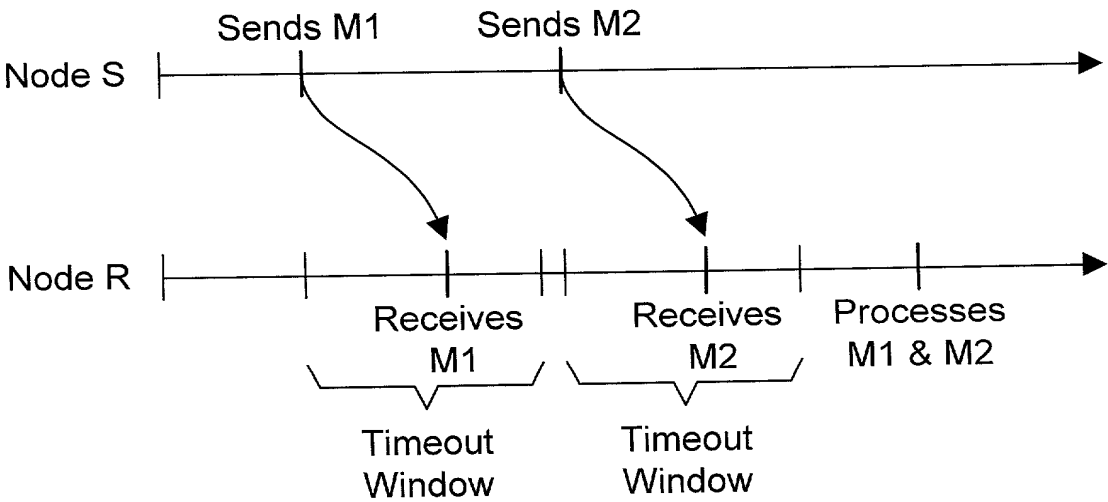 Sends M1
Sends M2
Node S
Node R
Receives
M1
Receives
M2
Processes
M1 & M2
Timeout
Window
Timeout
Window